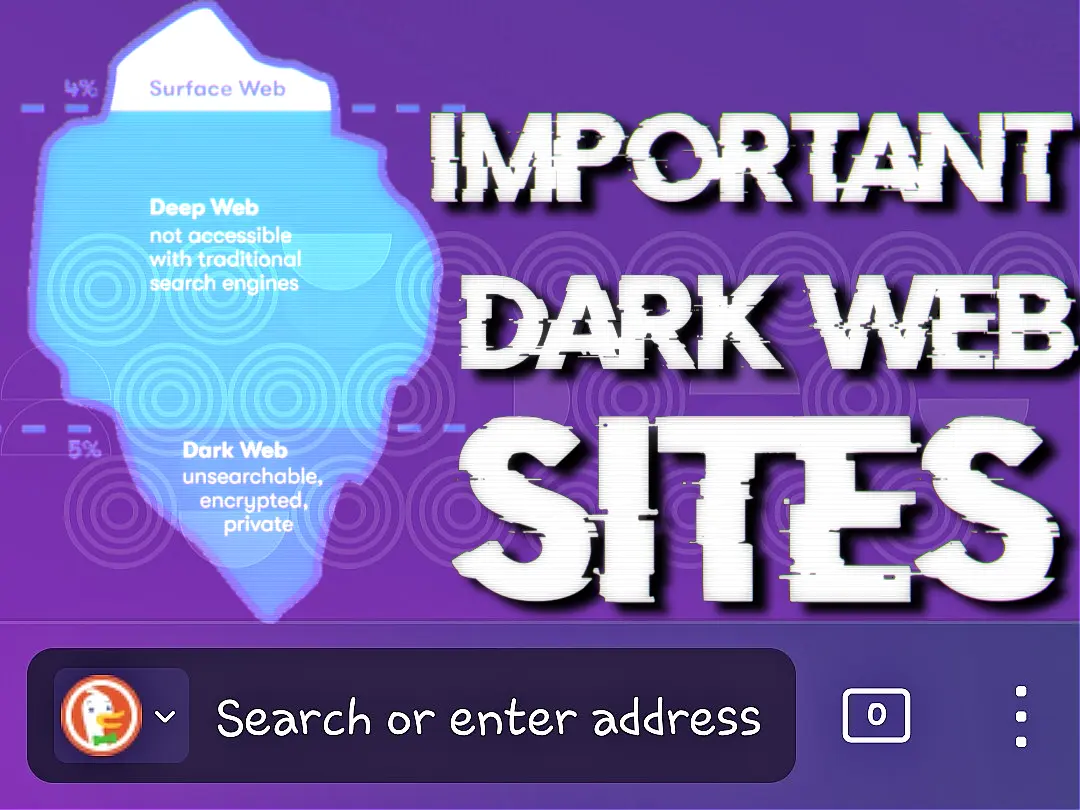 4%
Surface Web
Deep Web
not accessible
with traditional
search engines
5%
Dark Web
unsearchable,
encrypted,
private
IMPORTANT
DARK WEB
SITES
Search or enter address
0